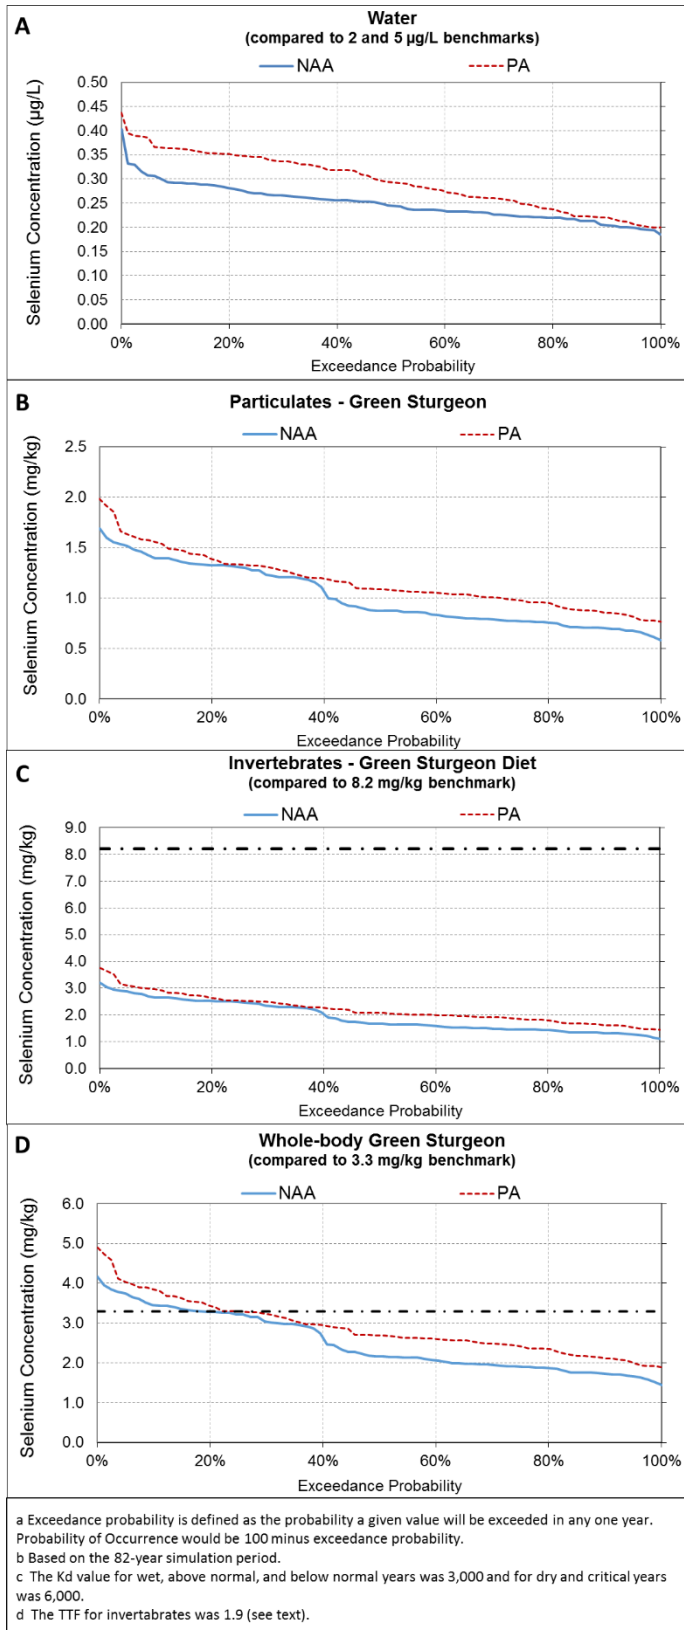 A
Water
(compared to 2 and 5 µg/L benchmarks)
NAA PA
Selenium Concentration (µg/L)
0.50
0.45
0.40
0.35
0.30
0.25
0.20
0.15
0.10
0.05
0.00
0% 20% 40% 60% 80% 100%
Exceedance Probability
B
Particulates - Green Sturgeon
NAA PA
Selenium Concentration (mg/kg)
2.5
2.0
1.5
1.0
0.5
0.0
0% 20% 40% 60% 80% 100%
Exceedance Probability
C
Invertebrates - Green Sturgeon Diet
(compared to 8.2 mg/kg benchmark)
NAA PA
Selenium Concentration (mg/kg)
9.0
8.0
7.0
6.0
5.0
4.0
3.0
2.0
1.0
0.0
0% 20% 40% 60% 80% 100%
Exceedance Probability
D
Whole-body Green Sturgeon
(compared to 3.3 mg/kg benchmark)
NAA PA
Selenium Concentration (mg/kg)
6.0
5.0
4.0
3.0
2.0
1.0
0.0
0% 20% 40% 60% 80% 100%
Exceedance Probability
a Exceedance probability is defined as the probability a given value will be exceeded in any one year.
Probability of Occurrence would be 100 minus exceedance probability.
b Based on the 82-year simulation period.
c The Kd value for wet, above normal, and below normal years was 3,000 and for dry and critical years
was 6,000.
d The TTF for invertabrates was 1.9 (see text).